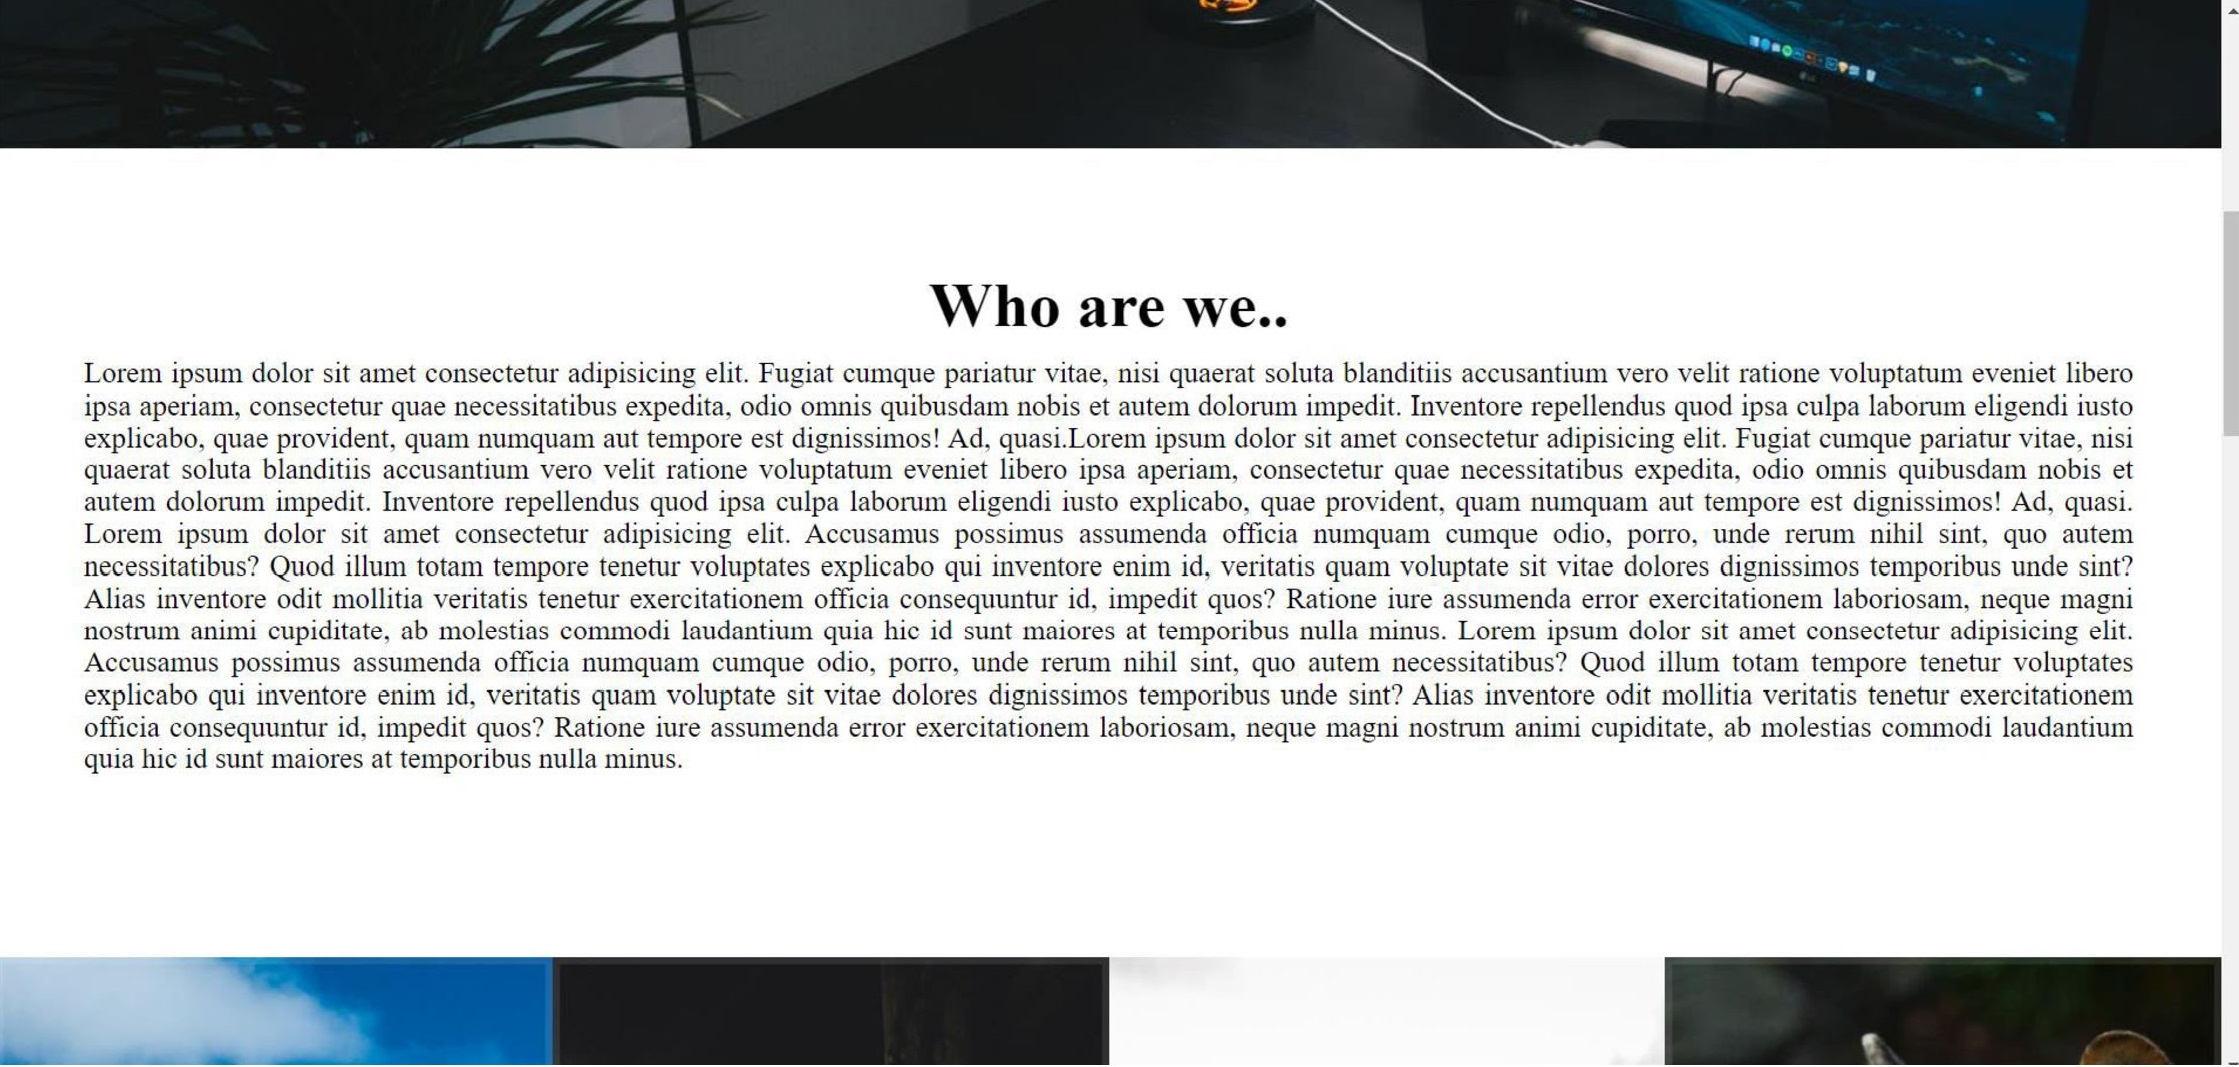 Who are we..
Lorem ipsum dolor sit amet consectetur adipisicing elit. Fugiat cumque pariatur vitae, nisi quaerat soluta blanditiis accusantium vero velit ratione voluptatum eveniet libero
ipsa aperiam, consectetur quae necessitatibus expedita, odio omnis quibusdam nobis et autem dolorum impedit. Inventore repellendus quod ipsa culpa laborum eligendi iusto
explicabo, quae provident, quam numquam aut tempore est dignissimos! Ad, quasi.Lorem ipsum dolor sit amet consectetur adipisicing elit. Fugiat cumque pariatur vitae, nisi
quaerat soluta blanditiis accusantium vero velit ratione voluptatum eveniet libero ipsa aperiam, consectetur quae necessitatibus expedita, odio omnis quibusdam nobis et
autem dolorum impedit. Inventore repellendus quod ipsa culpa laborum eligendi iusto explicabo, quae provident, quam numquam aut tempore est dignissimos! Ad, quasi.
Lorem ipsum dolor sit amet consectetur adipisicing elit. Accusamus possimus assumenda officia numquam cumque odio, porro, unde rerum nihil sint, quo autem
necessitatibus? Quod illum totam tempore tenetur voluptates explicabo qui inventore enim id, veritatis quam voluptate sit vitae dolores dignissimos temporibus unde sint?
Alias inventore odit mollitia veritatis tenetur exercitationem officia consequuntur id, impedit quos? Ratione iure assumenda error exercitationem laboriosam, neque magni
nostrum animi cupiditate, ab molestias commodi laudantium quia hic id sunt maiores at temporibus nulla minus. Lorem ipsum dolor sit amet consectetur adipisicing elit.
Accusamus possimus assumenda officia numquam cumque odio, porro, unde rerum nihil sint, quo autem necessitatibus? Quod illum totam tempore tenetur voluptates
explicabo qui inventore enim id, veritatis quam voluptate sit vitae dolores dignissimos temporibus unde sint? Alias inventore odit mollitia veritatis tenetur exercitationem
officia consequuntur id, impedit quos? Ratione iure assumenda error exercitationem laboriosam, neque magni nostrum animi cupiditate, ab molestias commodi laudantium
quia hic id sunt maiores at temporibus nulla minus.